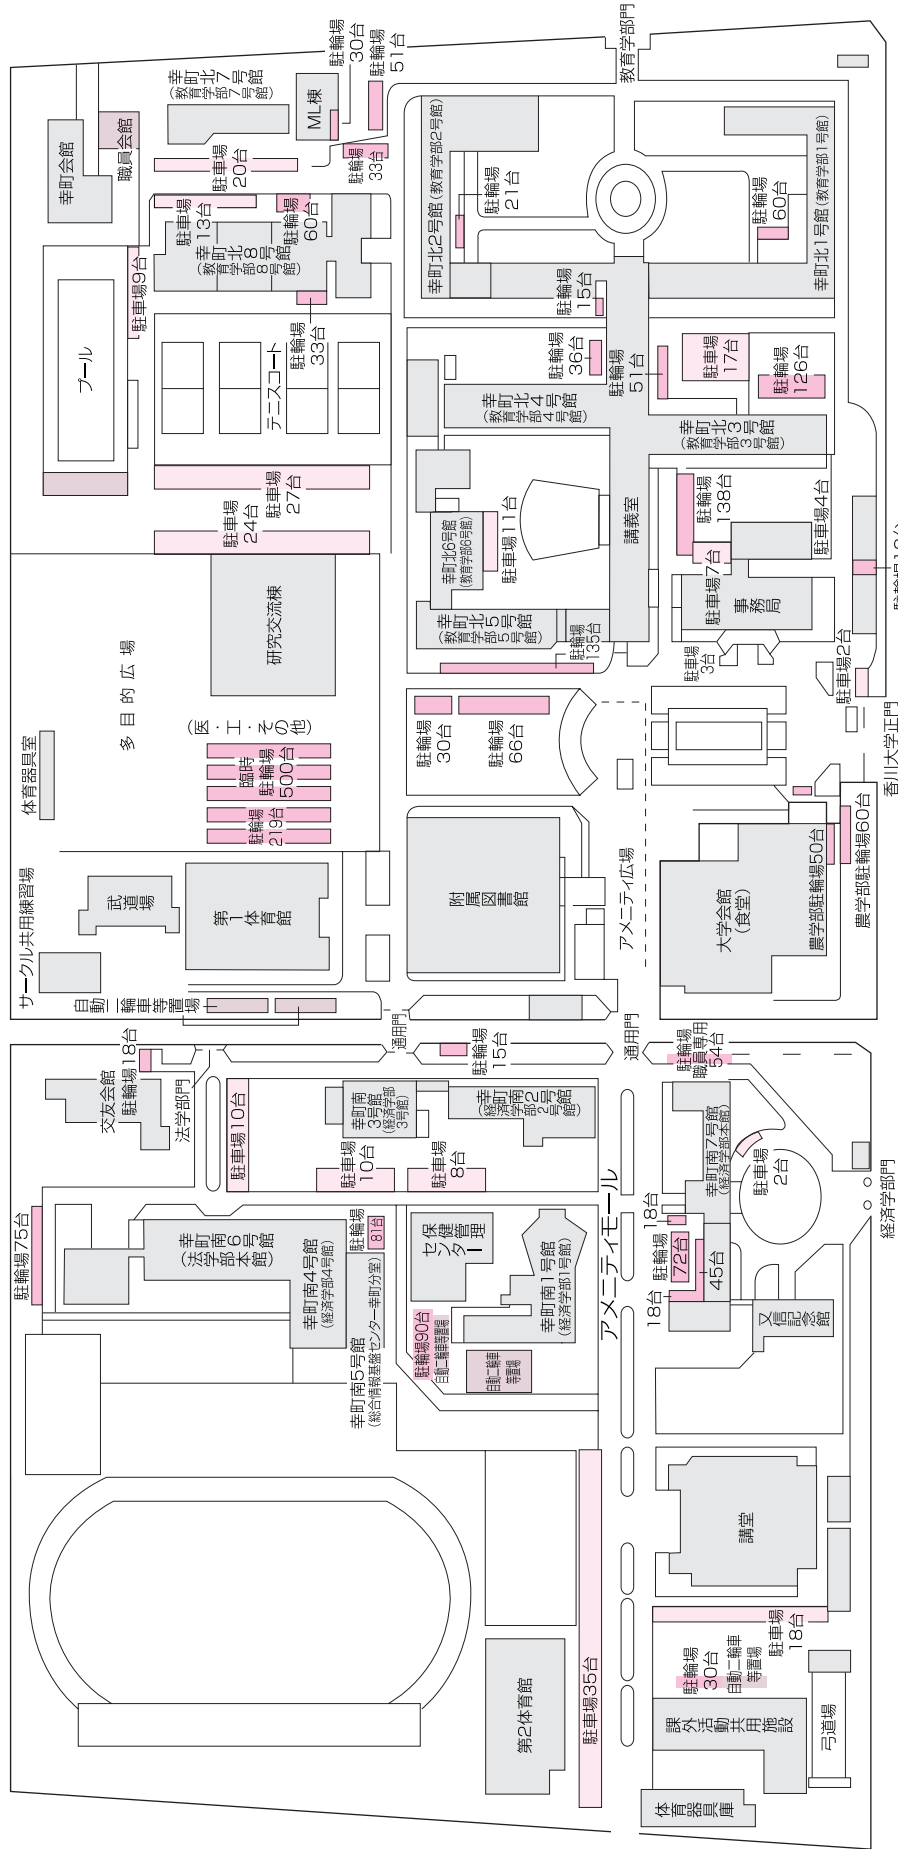 駐輪場
30台
駐輪場
51台
教育学部門
幸町北7号館
(教育学部7号館)
ML棟
幸町会館
職員会館
駐車場
20台
駐輪場
33台
幸町北2号館(教育学部2号館)
駐輪場
21台
駐輪場
60台
幸町北1号館(教育学部1号館)
駐車場
13台
駐輪場
60台
幸町北8号館
(教育学部8号館)
駐車場9台
プール
駐輪場
33台
テニスコート
駐輪場
15台
駐輪場
36台
駐輪場
51台
駐車場
17台
駐輪場
126台
幸町北4号館
(教育学部4号館)
幸町北3号館
(教育学部3号館)
駐車場
27台
駐車場
24台
幸町北6号館
(教育学部6号館)
駐車場11台
講義室
駐輪場
138台
駐車場7台
駐車場4台
研究交流棟
幸町北5号館
(教育学部5号館)
駐輪場
135台
事務局
駐車場
3台
駐車場2台
多目的広場
(医・工・その他)
体育器具室
臨時
駐輪場
500台
駐輪場
219台
駐輪場
30台
駐輪場
66台
香川大学正門
サークル共用練習場
武道場
第1体育館
附属図書館
アメニティ広場
大学会館
(食堂)
農学部駐輪場50台
農学部駐輪場60台
自動二輪車等置場
通用門
通用門
駐輪場
18台
交友会館
法学部門
駐輪場
15台
駐輪場
職員専用
54台
駐車場10台
幸町南
3号館
(経済学部
3号館)
幸町南2号館
(経済学部2号館)
幸町南7号館
(経済学部本館)
駐車場
10台
駐車場
8台
駐車場
2台
アメニティモール
経済学部門
駐輪場75台
幸町南6号館
(法学部本館)
駐輪場
81台
保健管理
センター
18台
駐輪場
72台
45台
18台
幸町南4号館
(経済学部4号館)
幸町南5号館
(総合情報基盤センター幸町分室)
幸町南1号館
(経済学部1号館)
駐輪場90台
自動二輪車等置場
自動二輪車
等置場
又信記念館
講堂
駐車場
18台
駐輪場
30台
自動二輪車
等置場
第2体育館
駐車場35台
課外活動共用施設
弓道場
体育器具庫